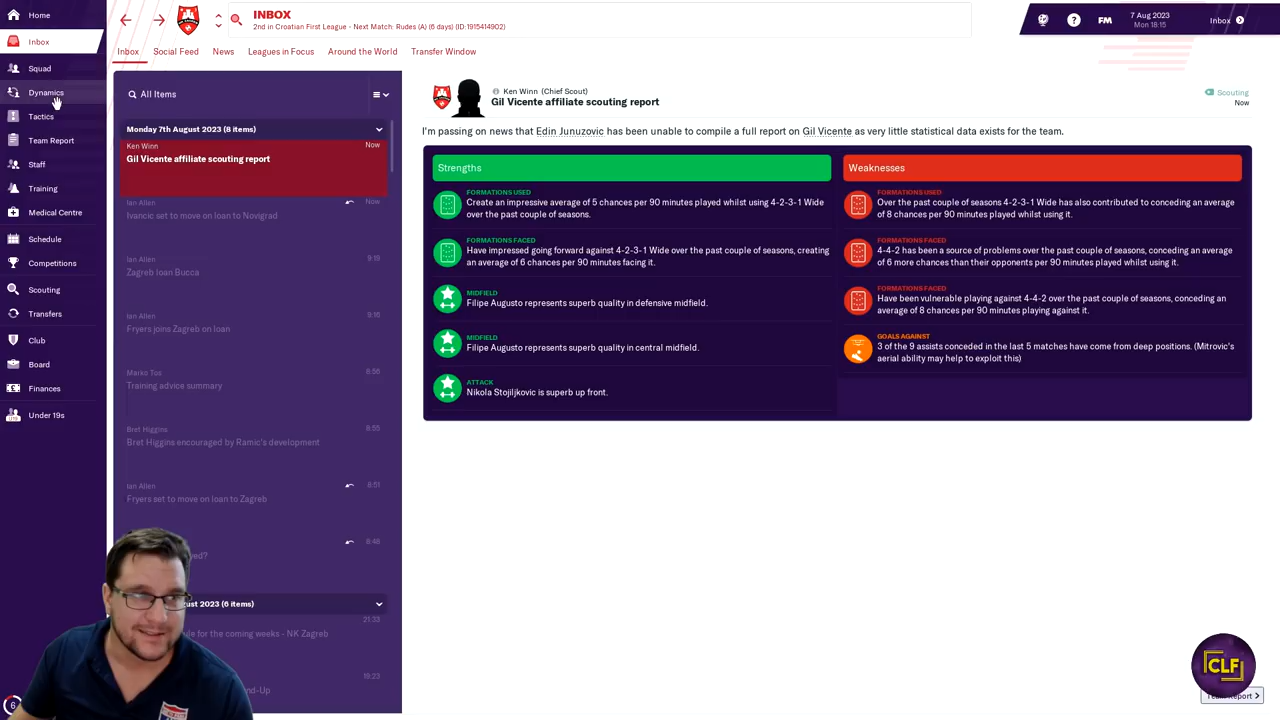 Home
Inbox
Squad
Dynamics
Tactics
Team Report
Staff
Training
Medical Centre
Schedule
Competitions
Scouting
Transfers
Club
Board
Finances
Under 19s
6
INBOX
2nd in Croatian First League - Next Match: Rudes (A) (6 days) (ID:1915414902)
?
FM
7 Aug 2023
Mon 18:15
Inbox
Inbox
Social Feed
News
Leagues in Focus
Around the World
Transfer Window
All Items
Monday 7th August 2023 (8 items)
Ken Winn
Now
Gil Vicente affiliate scouting report
Ian Allen
Now
Ivancic set to move on loan to Novigrad
Ian Allen
9:19
Zagreb loan Bucca
Ian Allen
9:16
Fryers joins Zagreb on loan
Marko Tus
8:56
Training advice summary
Bret Higgins
8:55
Bret Higgins encouraged by Ramic's development
Ian Allen
8:51
Fryers set to move on loan to Zagreb
8:48
2023 (6 items)
21:33
for the coming weeks - NK Zagreb
19:23
nd-Up
Ken Winn (Chief Scout)
Gil Vicente affiliate scouting report
Scouting
Now
I'm passing on news that Edin Junuzovic has been unable to compile a full report on Gil Vicente as very little statistical data exists for the team.
Strengths
FORMATIONS USED
Create an impressive average of 5 chances per 90 minutes played whilst using 4-2-3-1 Wide
over the past couple of seasons.
FORMATIONS FACED
Have impressed going forward against 4-2-3-1 Wide over the past couple of seasons, creating
an average of 6 chances per 90 minutes facing it.
MIDFIELD
Filipe Augusto represents superb quality in defensive midfield.
MIDFIELD
Filipe Augusto represents superb quality in central midfield.
ATTACK
Nikola Stojiljkovic is superb up front.
Weaknesses
FORMATIONS USED
Over the past couple of seasons 4-2-3-1 Wide has also contributed to conceding an average
of 8 chances per 90 minutes played whilst using it.
FORMATIONS FACED
4-4-2 has been a source of problems over the past couple of seasons, conceding an average
of 6 more chances than their opponents per 90 minutes played whilst using it.
FORMATIONS FACED
Have been vulnerable playing against 4-4-2 over the past couple of seasons, conceding an
average of 8 chances per 90 minutes playing against it.
GOALS AGAINST
3 of the 9 assists conceded in the last 5 matches have come from deep positions. (Mitrovic's
aerial ability may help to exploit this)
CLF